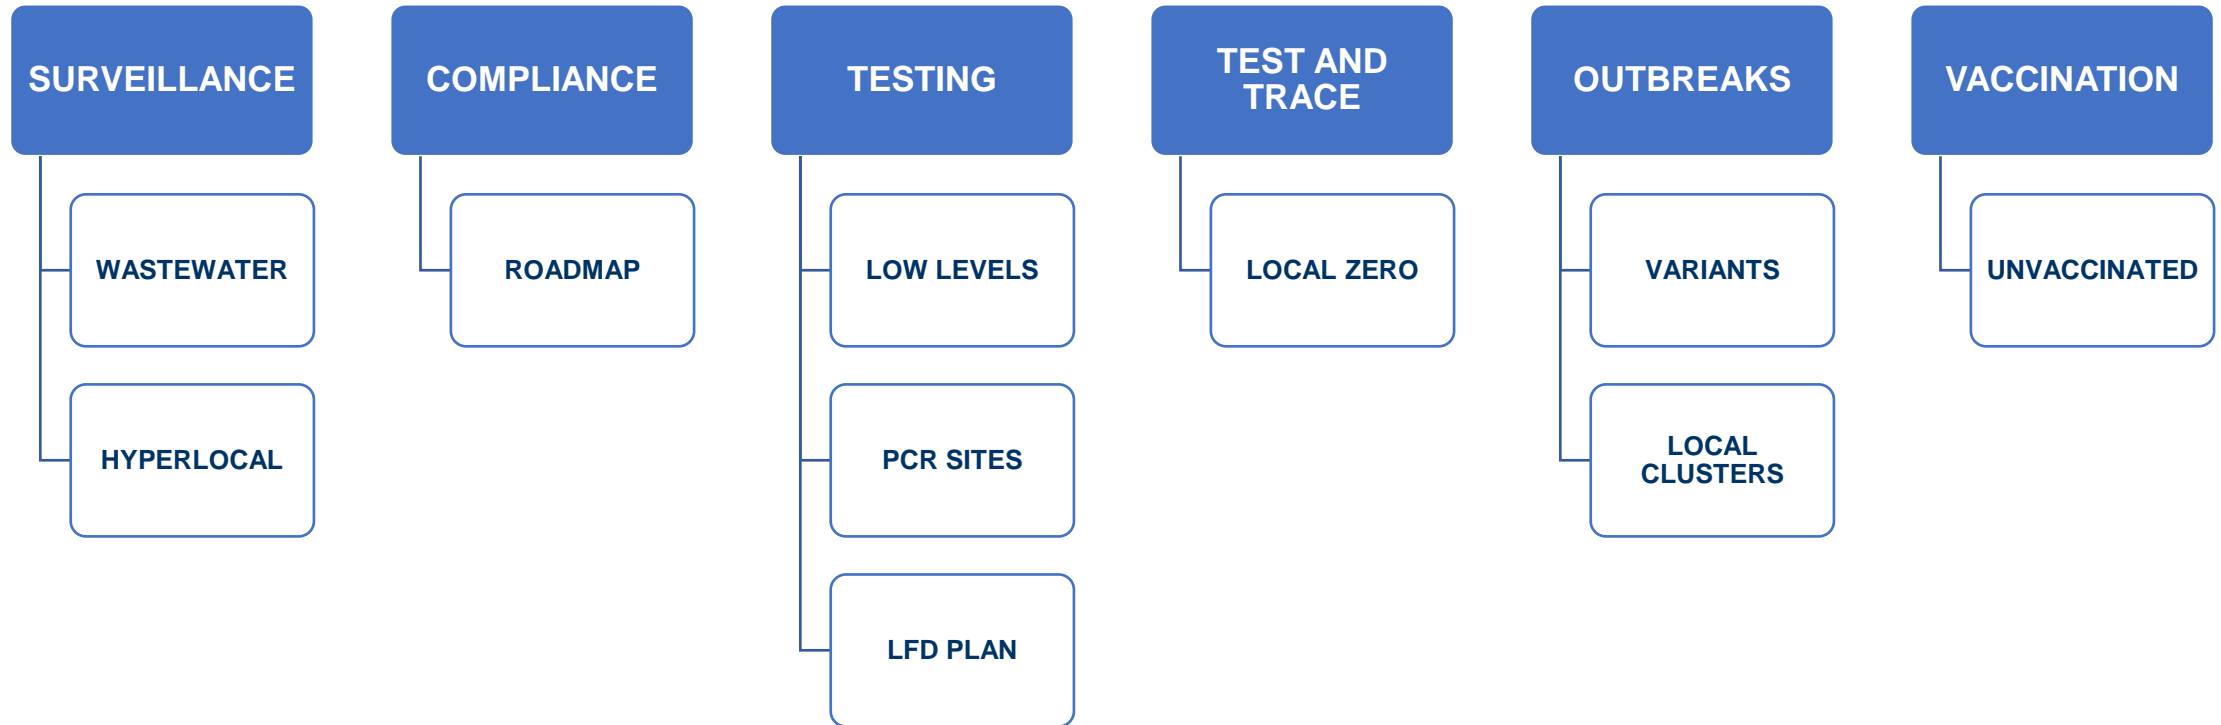 SURVEILLANCE
WASTEWATER
HYPERLOCAL
COMPLIANCE
ROADMAP
TESTING
LOW LEVELS
PCR SITES
LFD PLAN
TEST AND
TRACE
LOCAL ZERO
OUTBREAKS
VARIANTS
LOCAL
CLUSTERS
VACCINATION
UNVACCINATED